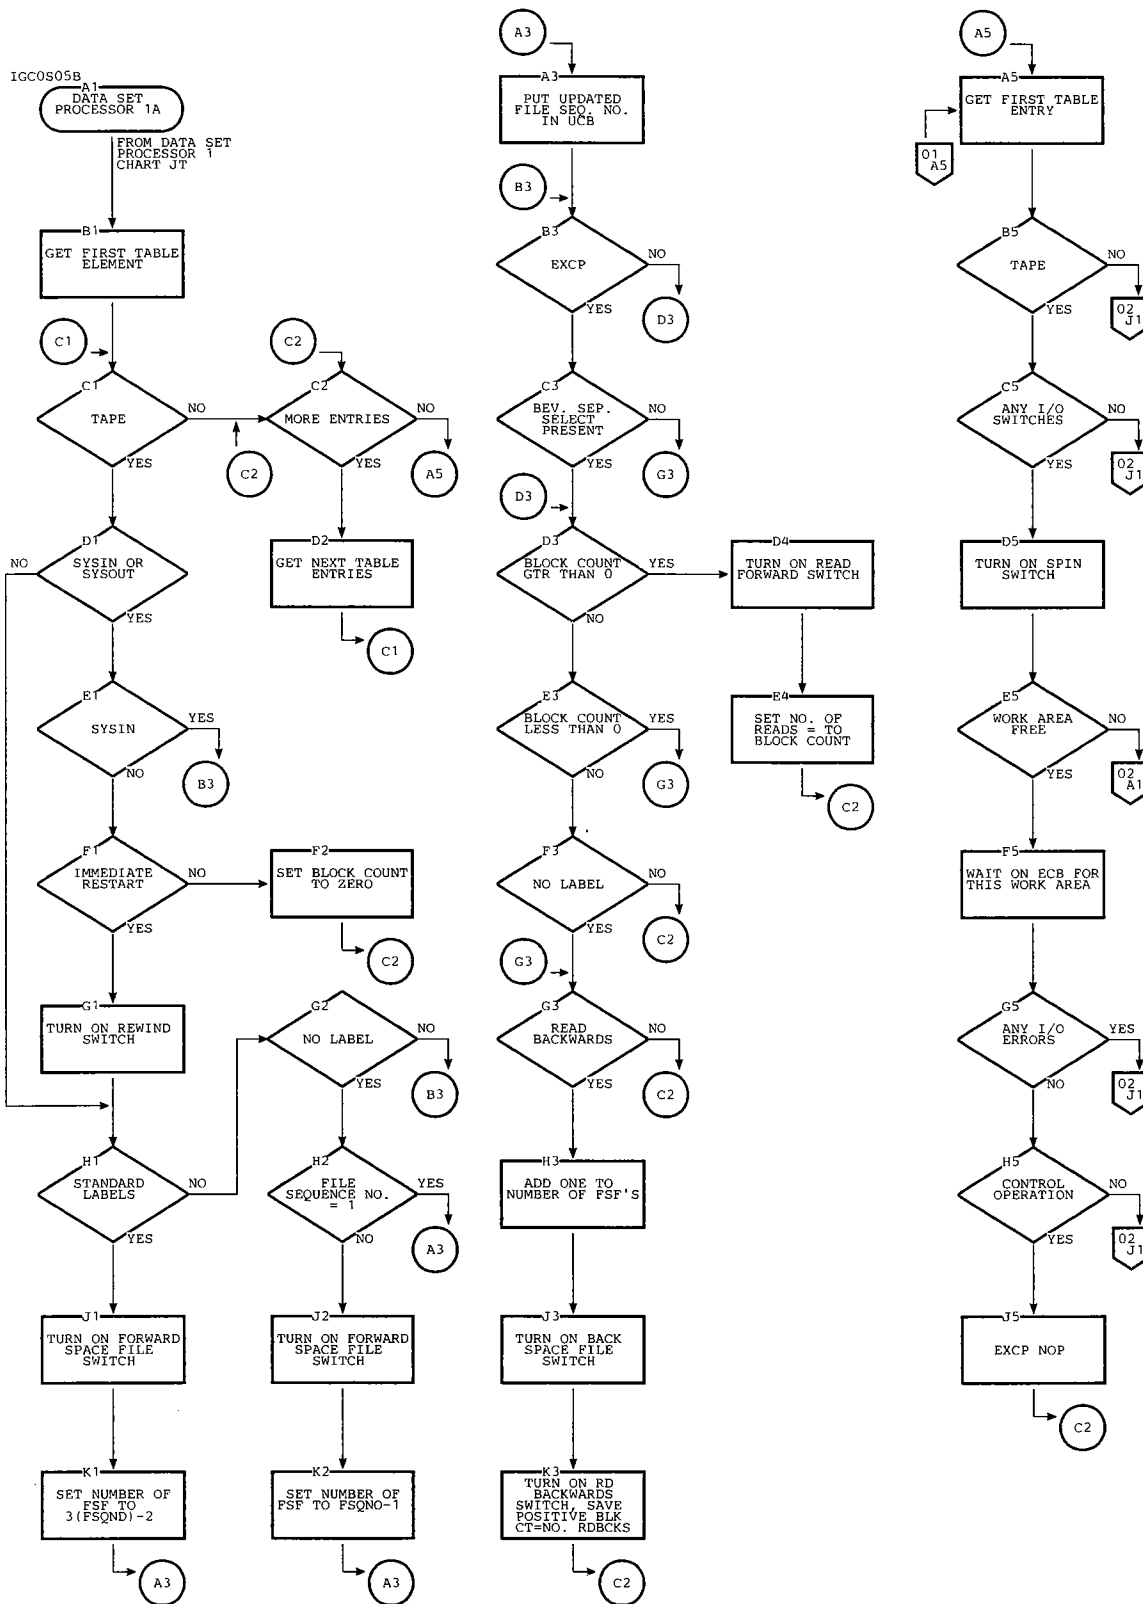 IGC0S05B
A1
DATA SET
PROCESSOR 1A
FROM DATA SET
PROCESSOR 1
CHART JT
B1
GET FIRST TABLE
ELEMENT
C1
C1
TAPE
NO
YES
C2
C2
C2
MORE ENTRIES
NO
YES
A5
D2
GET NEXT TABLE
ENTRIES
C1
D1
SYSIN OR
SYSOUT
NO
YES
E1
SYSIN
YES
NO
B3
F1
IMMEDIATE
RESTART
NO
YES
F2
SET BLOCK COUNT
TO ZERO
C2
G1
TURN ON REWIND
SWITCH
G2
NO LABEL
NO
YES
B3
H1
STANDARD
LABELS
NO
YES
H2
FILE
SEQUENCE NO.
= 1
YES
NO
A3
J1
TURN ON FORWARD
SPACE FILE
SWITCH
J2
TURN ON FORWARD
SPACE FILE
SWITCH
K1
SET NUMBER OF
FSF TO
3(FSQND)-2
A3
K2
SET NUMBER OF
FSF TO FSQNO-1
A3
A3
A3
PUT UPDATED
FILE SEQ. NO.
IN UCB
B3
B3
EXCP
NO
YES
D3
C3
BEV. SEP.
SELECT
PRESENT
NO
YES
G3
D3
D3
BLOCK COUNT
GTR THAN 0
YES
NO
D4
TURN ON READ
FORWARD SWITCH
E3
BLOCK COUNT
LESS THAN 0
YES
NO
G3
E4
SET NO. OF
READS = TO
BLOCK COUNT
C2
F3
NO LABEL
NO
YES
C2
G3
G3
READ
BACKWARDS
NO
YES
C2
H3
ADD ONE TO
NUMBER OF FSF'S
J3
TURN ON BACK
SPACE FILE
SWITCH
K3
TURN ON RD
BACKWARDS
SWITCH, SAVE
POSITIVE BLK
CT=NO. RDBCKS
C2
A5
A5
GET FIRST TABLE
ENTRY
01
A5
B5
TAPE
NO
YES
02
J1
C5
ANY I/O
SWITCHES
NO
YES
02
J1
D5
TURN ON SPIN
SWITCH
E5
WORK AREA
FREE
NO
YES
02
A1
F5
WAIT ON ECB FOR
THIS WORK AREA
G5
ANY I/O
ERRORS
YES
NO
02
J1
H5
CONTROL
OPERATION
NO
YES
02
J1
J5
EXCP NOP
C2